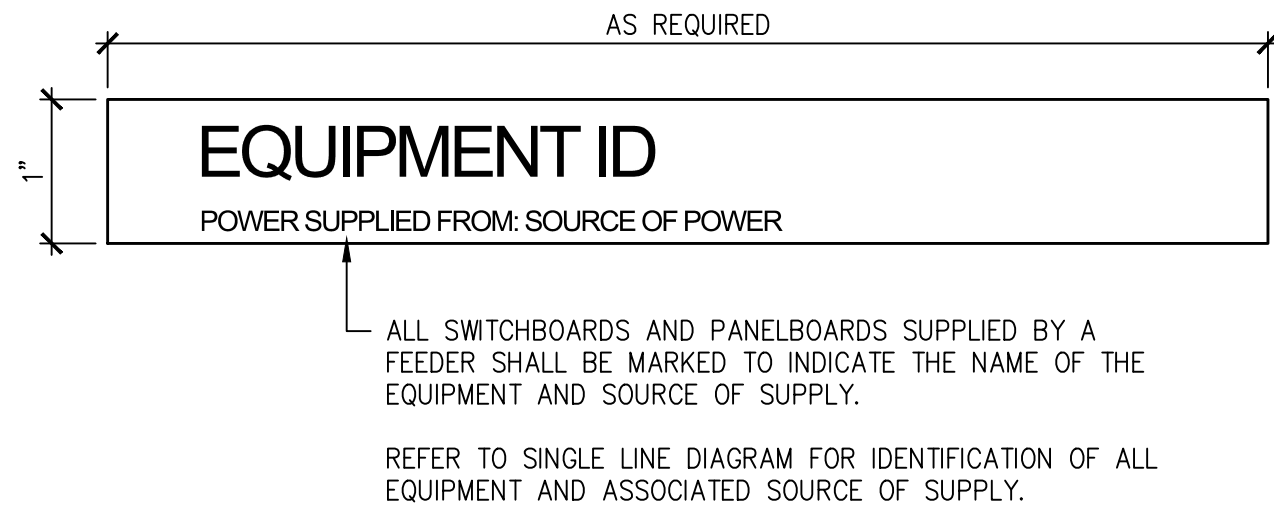 AS REQUIRED
1"
EQUIPMENT ID
POWER SUPPLIED FROM: SOURCE OF POWER
ALL SWITCHBOARDS AND PANELBOARDS SUPPLIED BY A
FEEDER SHALL BE MARKED TO INDICATE THE NAME OF THE
EQUIPMENT AND SOURCE OF SUPPLY.
REFER TO SINGLE LINE DIAGRAM FOR IDENTIFICATION OF ALL
EQUIPMENT AND ASSOCIATED SOURCE OF SUPPLY.